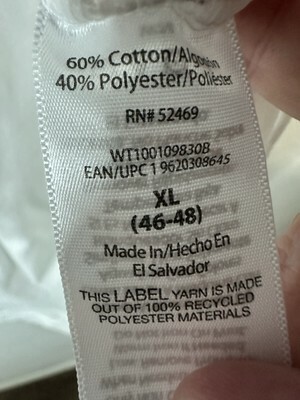 60% Cotton/Algodón
40% Polyester/Poliéster
RN# 52469
WT100109830B
EAN/UPC 1 9620308645
XL
(46-48)
Made In/Hecho En
El Salvador
THIS LABEL YARN IS MADE
OUT OF 100% RECYCLED
POLYESTER MATERIALS